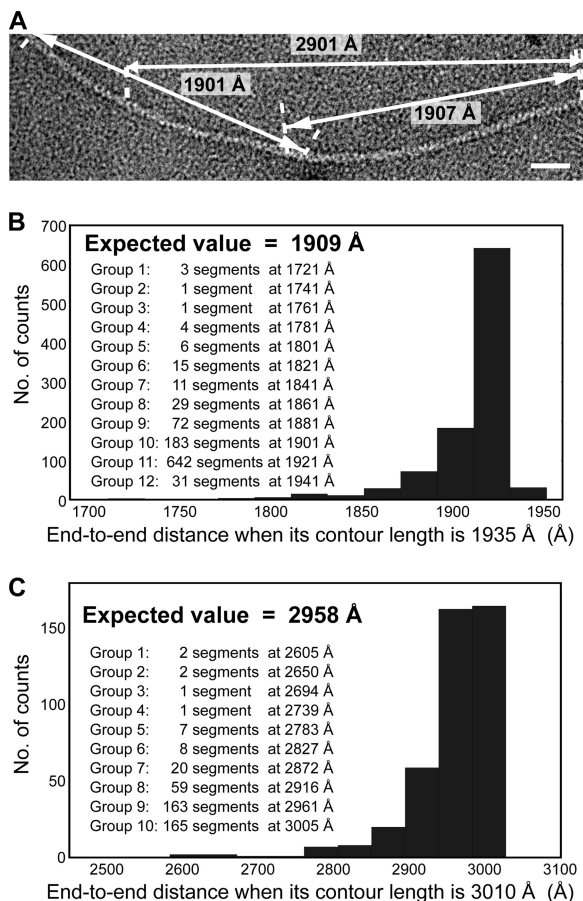 A
2901 Å
1901 Å
1907 Å
B
700
600
500
400
300
200
100
0
No. of counts
Expected value = 1909 Å
Group 1: 3 segments at 1721 Å
Group 2: 1 segment at 1741 Å
Group 3: 1 segment at 1761 Å
Group 4: 4 segments at 1781 Å
Group 5: 6 segments at 1801 Å
Group 6: 15 segments at 1821 Å
Group 7: 11 segments at 1841 Å
Group 8: 29 segments at 1861 Å
Group 9: 72 segments at 1881 Å
Group 10: 183 segments at 1901 Å
Group 11: 642 segments at 1921 Å
Group 12: 31 segments at 1941 Å
1700 1750 1800 1850 1900 1950
End-to-end distance when its contour length is 1935 Å (Å)
C
150
100
50
0
No. of counts
Expected value = 2958 Å
Group 1: 2 segments at 2605 Å
Group 2: 2 segments at 2650 Å
Group 3: 1 segment at 2694 Å
Group 4: 1 segment at 2739 Å
Group 5: 7 segments at 2783 Å
Group 6: 8 segments at 2827 Å
Group 7: 20 segments at 2872 Å
Group 8: 59 segments at 2916 Å
Group 9: 163 segments at 2961 Å
Group 10: 165 segments at 3005 Å
2500 2600 2700 2800 2900 3000 3100
End-to-end distance when its contour length is 3010 Å (Å)